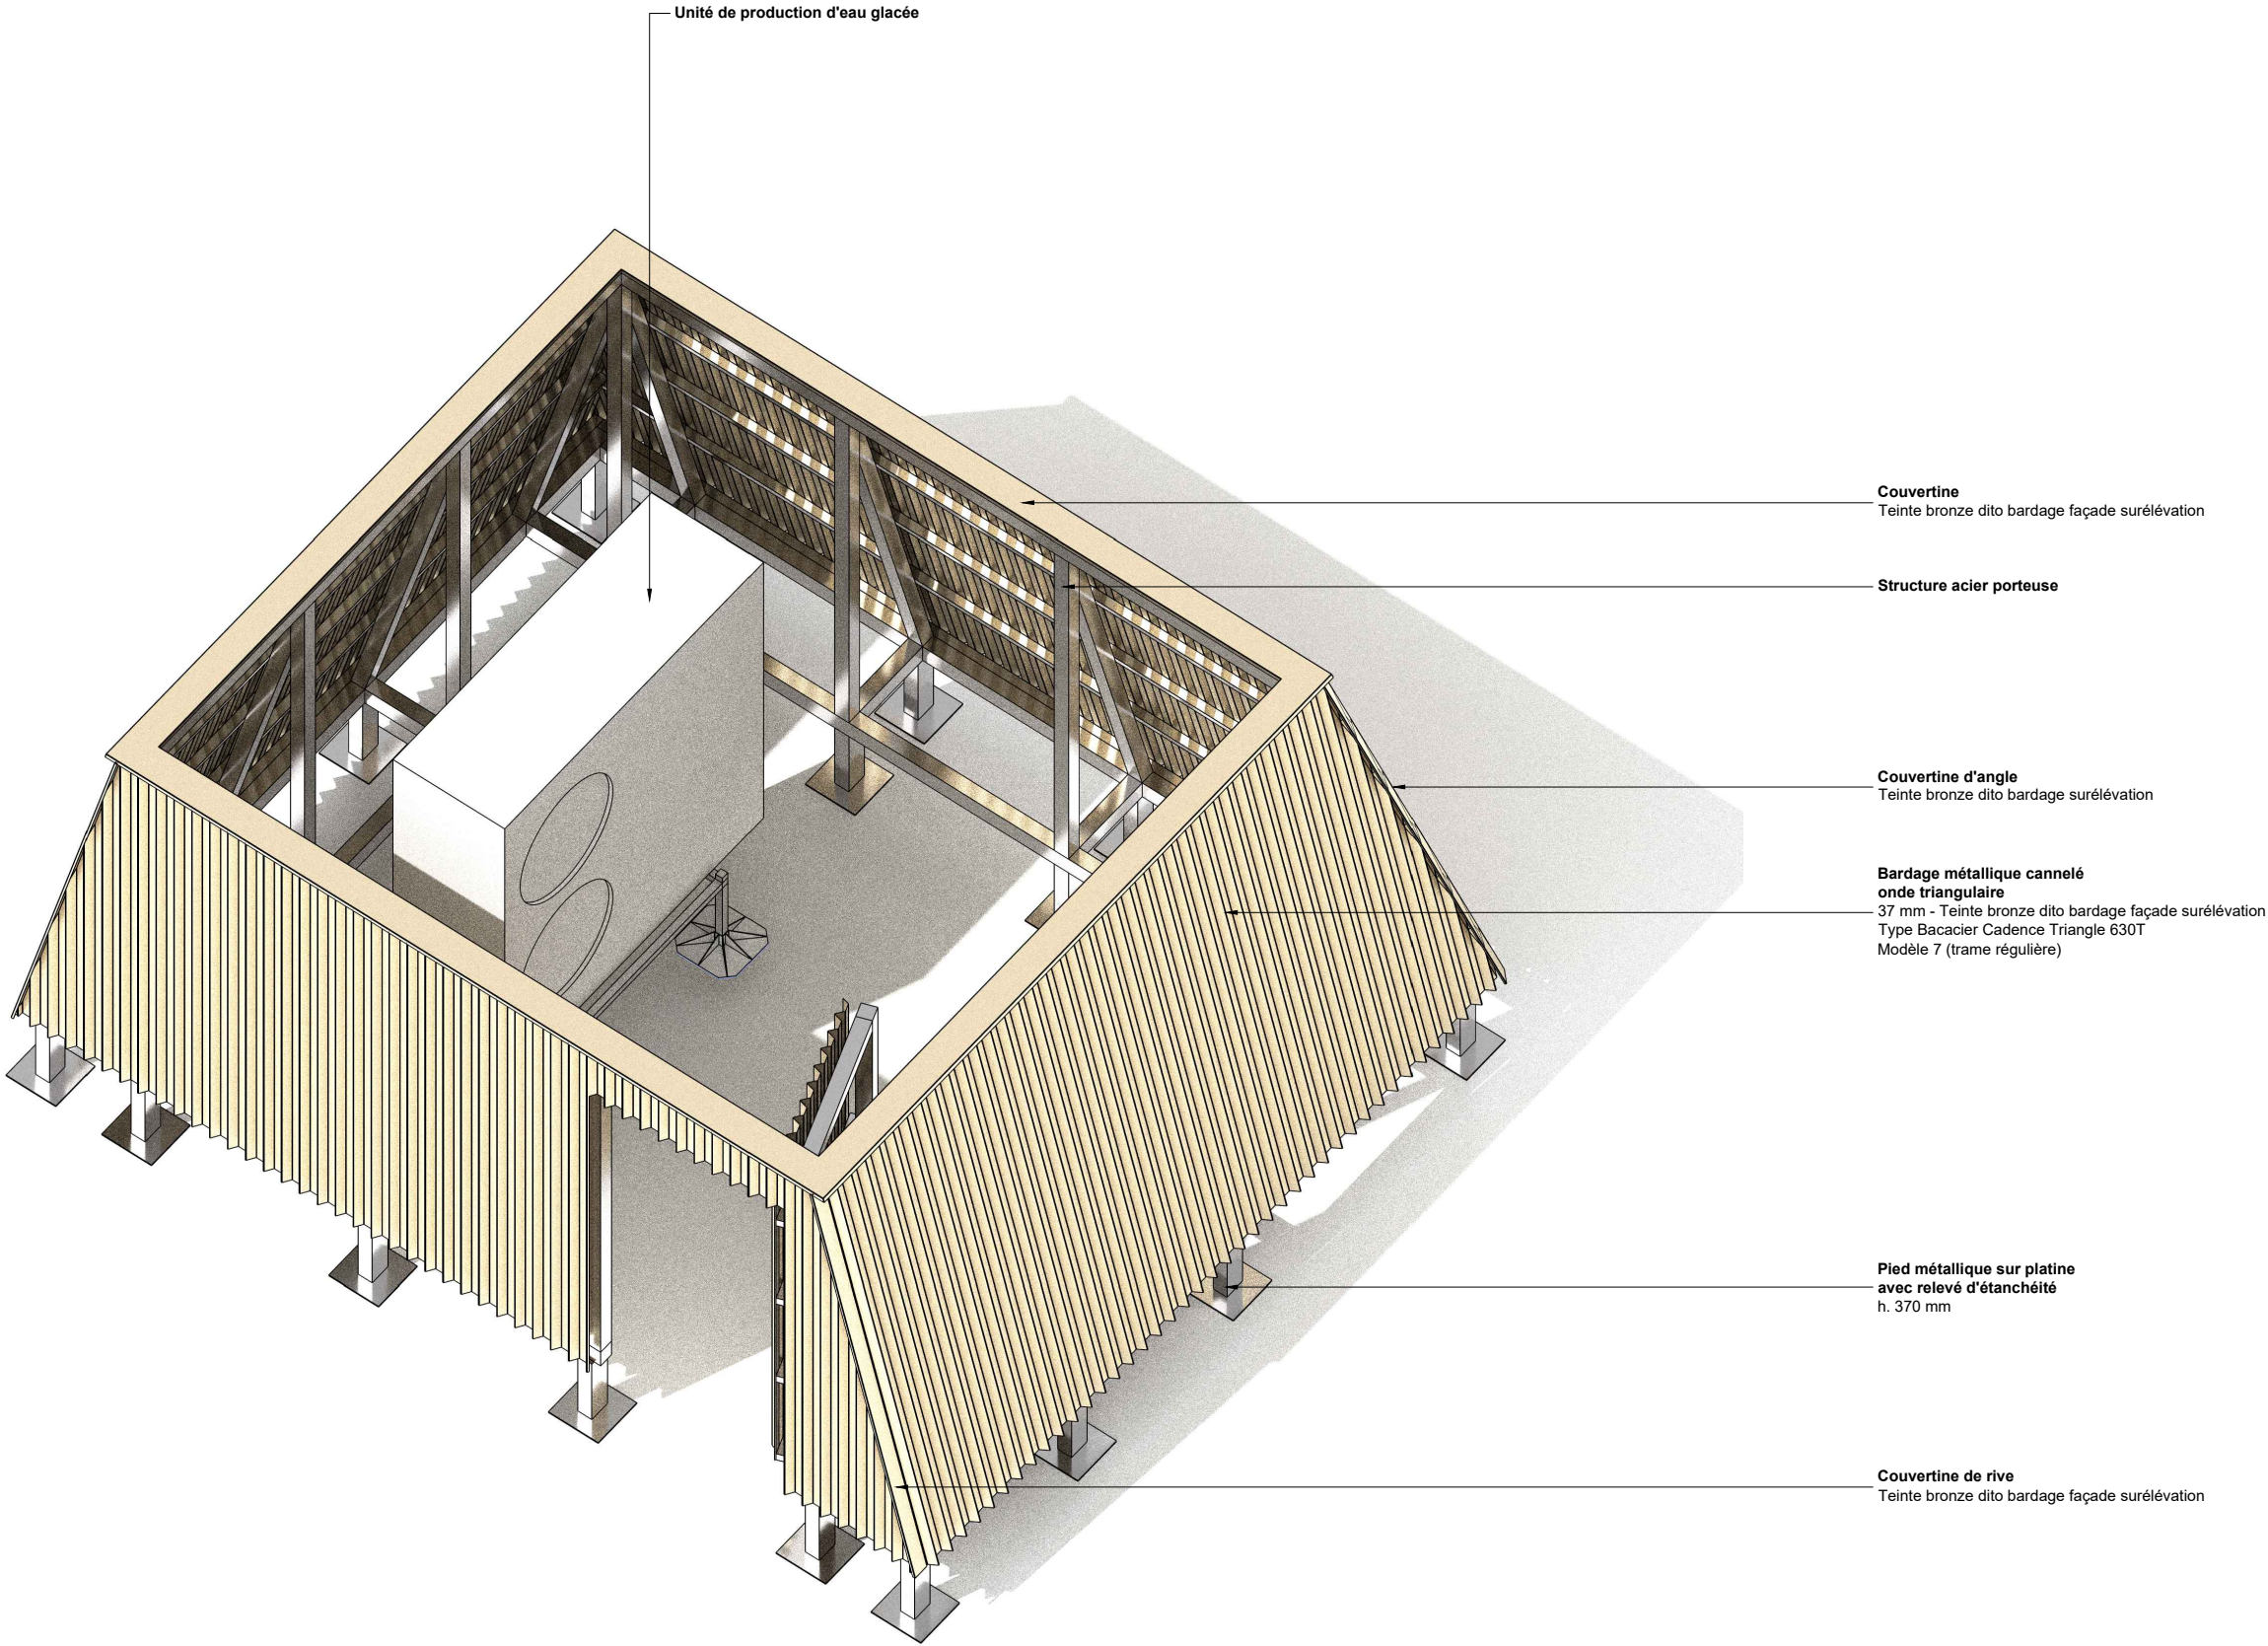 Unité de production d'eau glacée
Couvertine
Teinte bronze dito bardage façade surélévation
Structure acier porteuse
Couvertine d'angle
Teinte bronze dito bardage surélévation
Bardage métallique cannelé
onde triangulaire
37 mm - Teinte bronze dito bardage façade surélévation
Type Bacacier Cadence Triangle 630T
Modèle 7 (trame régulière)
Pied métallique sur platine
avec relevé d'étanchéité
h. 370 mm
Couvertine de rive
Teinte bronze dito bardage façade surélévation